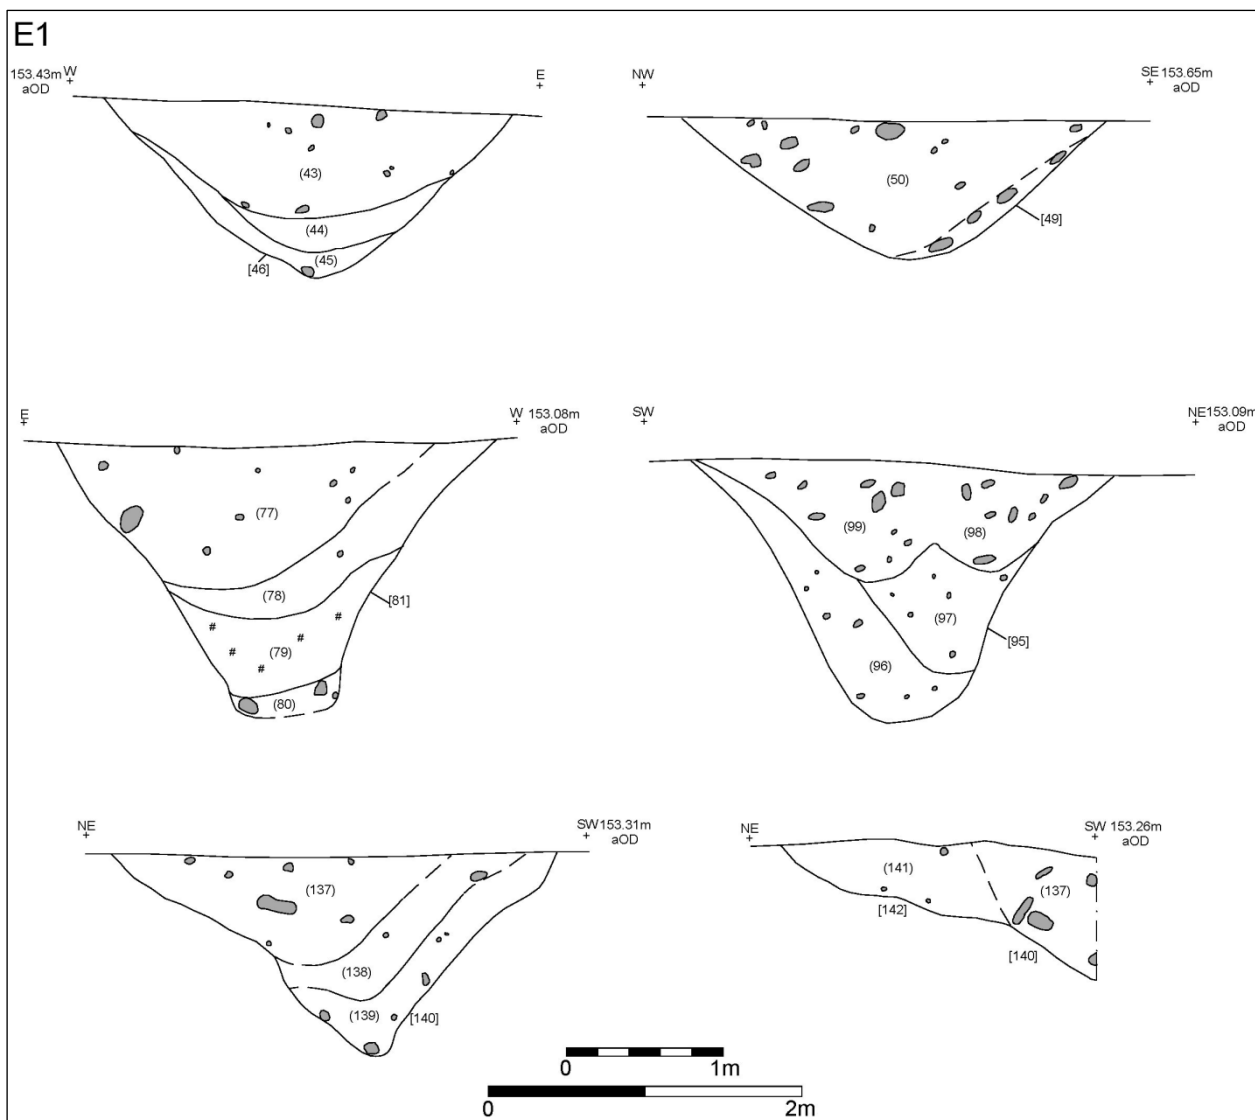 E1
153.43m W E
aOD
(43)
(44)
(45)
[46]
NW SE 153.65m
aOD
(50)
[49]
E W 153.08m
aOD
(77)
(78)
[81]
# # # #
(79)
(80)
SW NE 153.09m
aOD
(99) (98)
(97)
[95]
(96)
NE SW 153.31m
aOD
(137)
(138)
(139) [140]
NE SW 153.26m
aOD
(141) (137)
[142]
[140]
0 1m
0 2m